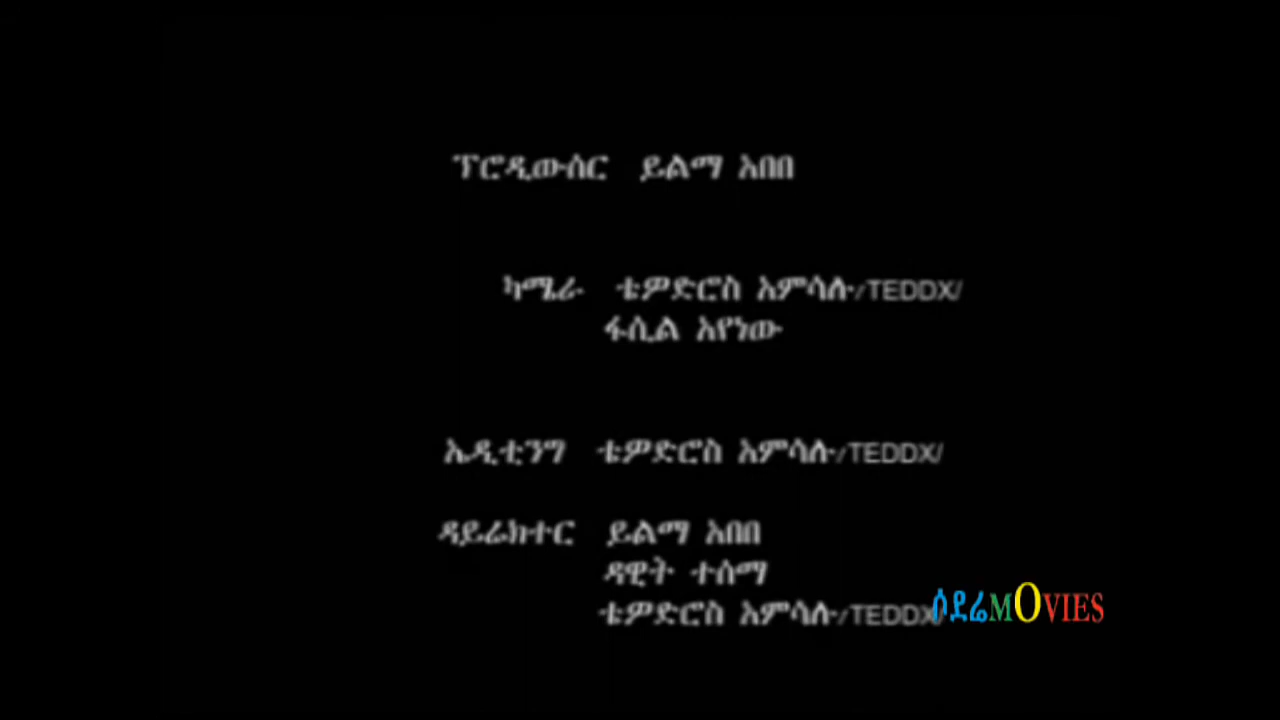 ፕሮዲውሰር ይልማ አበበ
ካሜራ ቴዎድሮስ አምሳሉ/TEDDX/
ፋሲል አየነው
ኤዲቲንግ ቴዎድሮስ አምሳሉ/TEDDX/
ዳይሬክተር ይልማ አበበ
ዳዊት ተሰማ
ቴዎድሮስ አምሳሉ/TEDDX/
ሶደሬMOVIES